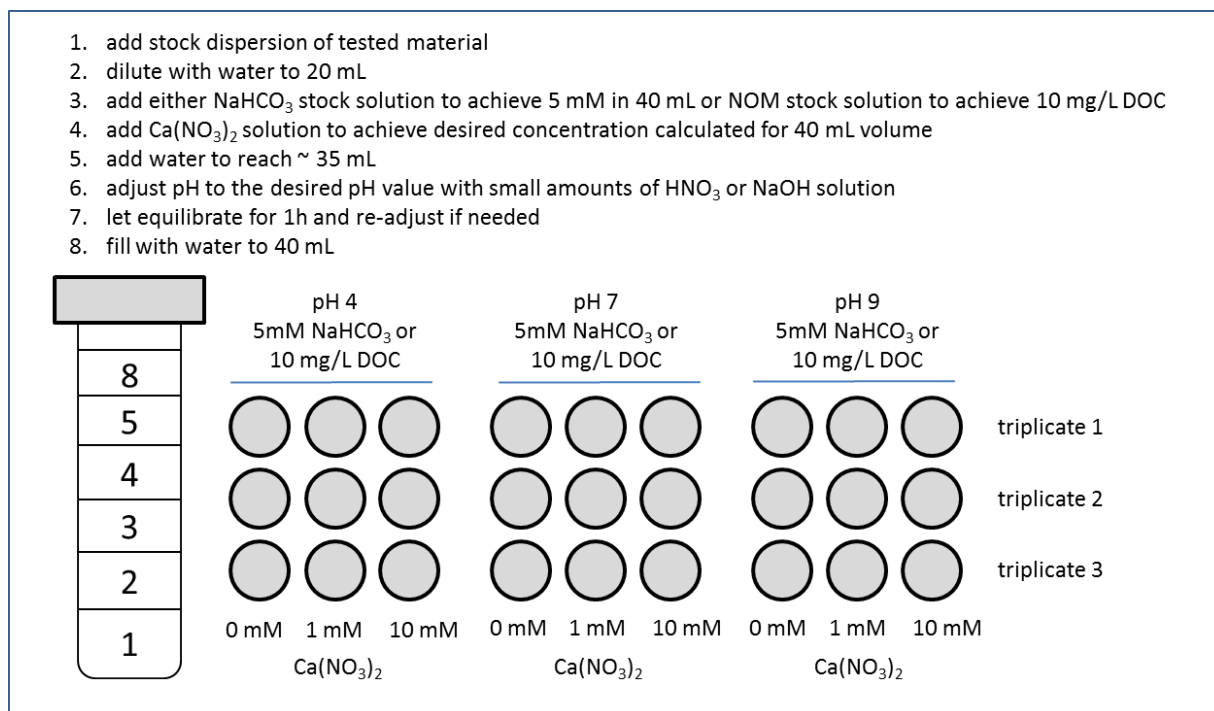 1. add stock dispersion of tested material
2. dilute with water to 20 mL
3. add either NaHCO₃ stock solution to achieve 5 mM in 40 mL or NOM stock solution to achieve 10 mg/L DOC
4. add Ca(NO₃)₂ solution to achieve desired concentration calculated for 40 mL volume
5. add water to reach ~ 35 mL
6. adjust pH to the desired pH value with small amounts of HNO₃ or NaOH solution
7. let equilibrate for 1h and re-adjust if needed
8. fill with water to 40 mL
8
5
4
3
2
1
pH 4
5mM NaHCO₃ or
10 mg/L DOC
pH 7
5mM NaHCO₃ or
10 mg/L DOC
pH 9
5mM NaHCO₃ or
10 mg/L DOC
triplicate 1
triplicate 2
triplicate 3
0 mM 1 mM 10 mM
Ca(NO₃)₂
0 mM 1 mM 10 mM
Ca(NO₃)₂
0 mM 1 mM 10 mM
Ca(NO₃)₂